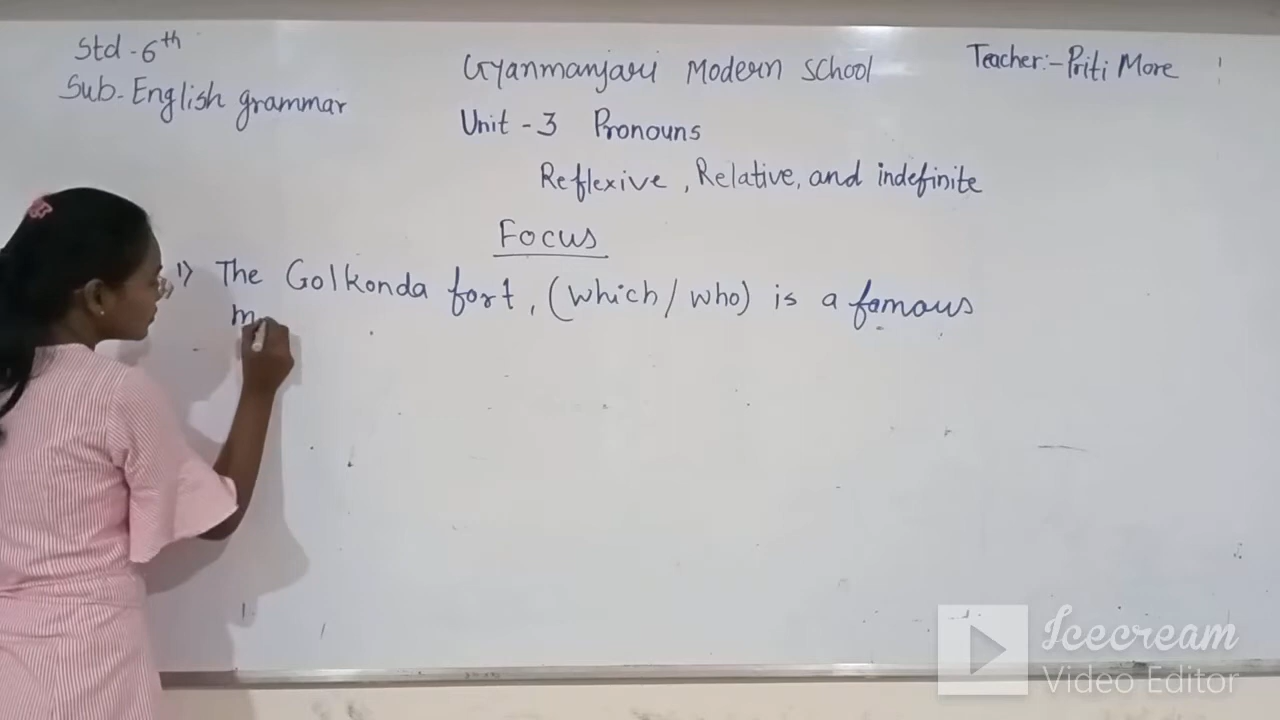 Std - 6th
Sub- English grammar
Gyanmanjari Modern School
Teacher:- Priti More
Unit - 3 Pronouns
Reflexive, Relative, and indefinite
Focus
1) The Golkonda fort, (which / who) is a famous
m
Icecream
Video Editor